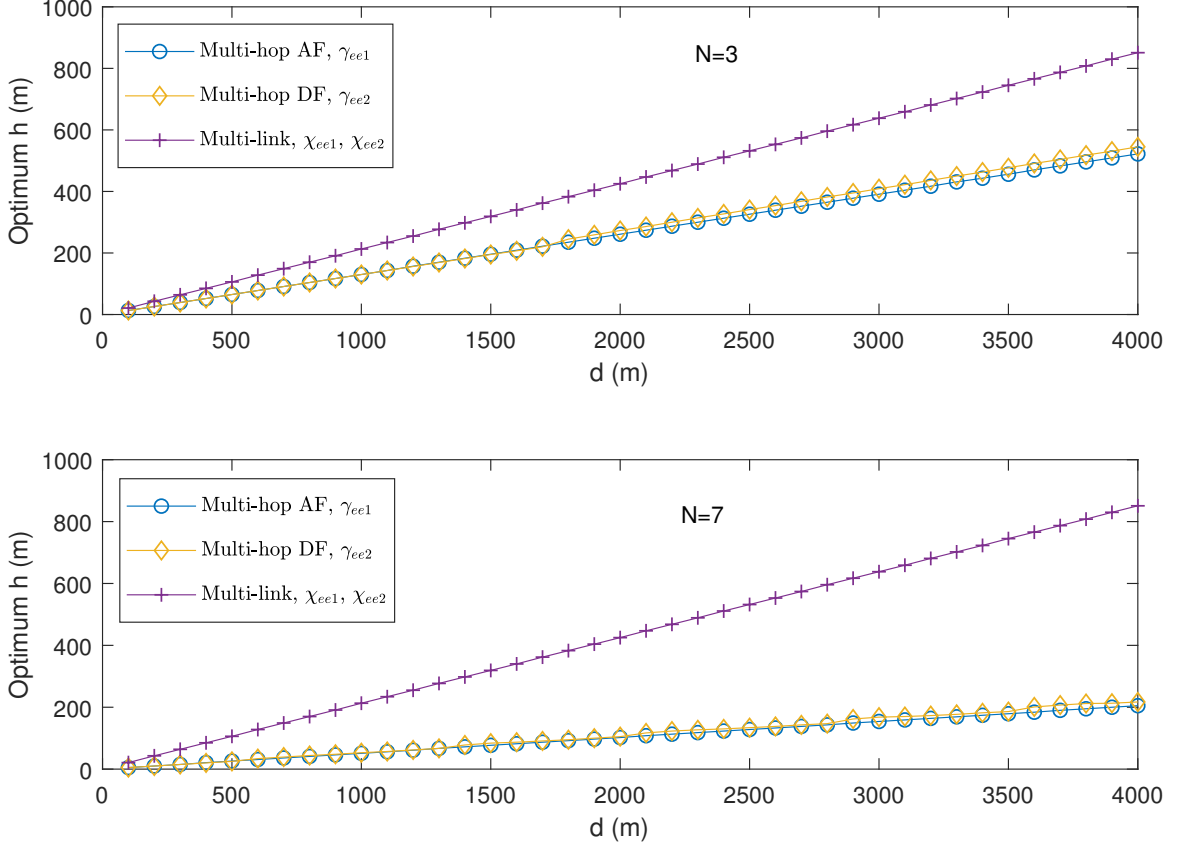 1000
800
600
400
200
0
Optimum h (m)
Multi-hop AF, γee1
Multi-hop DF, γee2
Multi-link, χee1, χee2
N=3
0 500 1000 1500 2000 2500 3000 3500 4000
d (m)
1000
800
600
400
200
0
Optimum h (m)
Multi-hop AF, γee1
Multi-hop DF, γee2
Multi-link, χee1, χee2
N=7
0 500 1000 1500 2000 2500 3000 3500 4000
d (m)